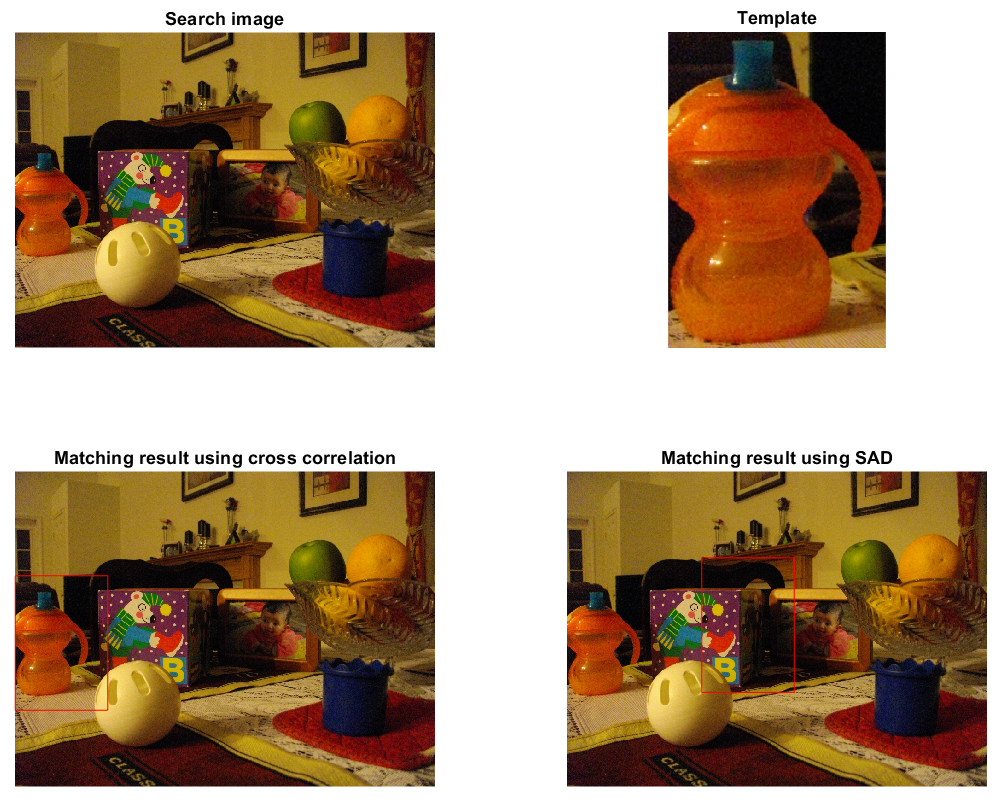 Search image
Template
B
CLASS
Matching result using cross correlation
Matching result using SAD
B
B
CLASS
CLASS